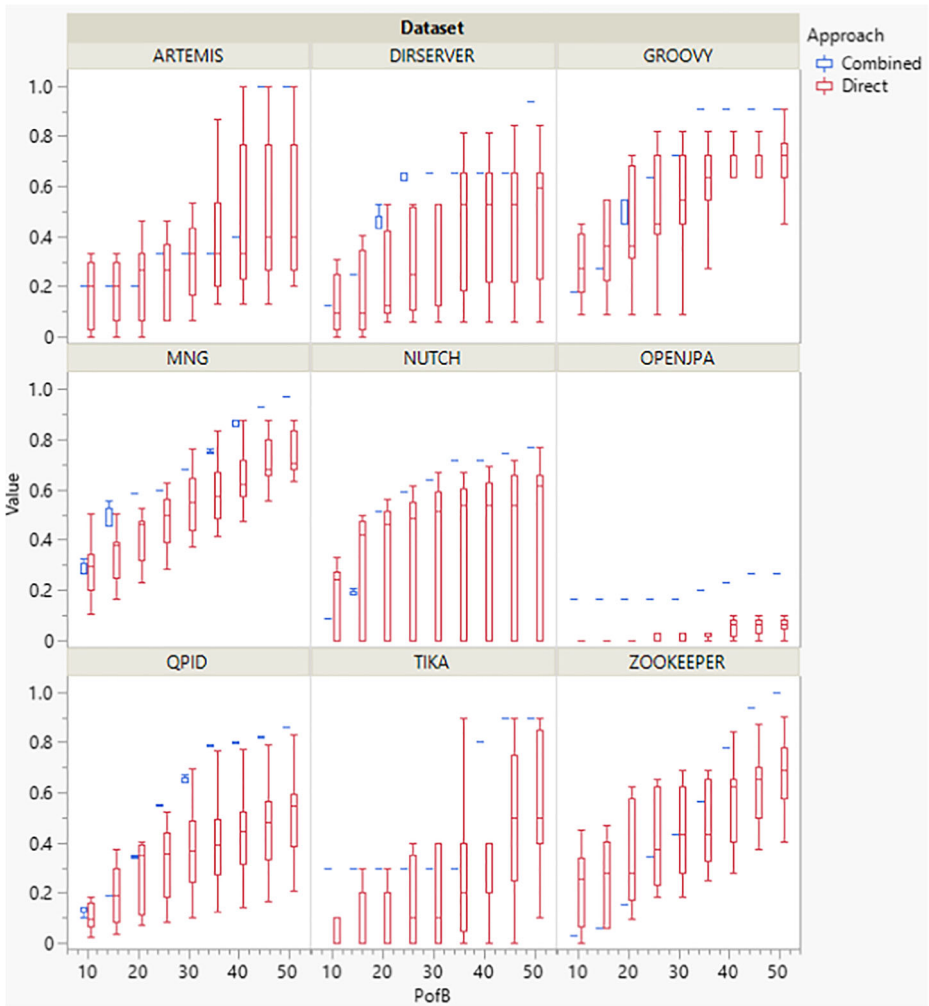 Dataset
Approach
Combined
Direct
ARTEMIS DIRSERVER GROOVY
1.0
0.8
0.6
0.4
0.2
0
MNG NUTCH OPENJPA
1.0
0.8
0.6
0.4
0.2
0
Value
QPID TIKA ZOOKEEPER
1.0
0.8
0.6
0.4
0.2
0
10 20 30 40 50 10 20 30 40 50 10 20 30 40 50
PofB